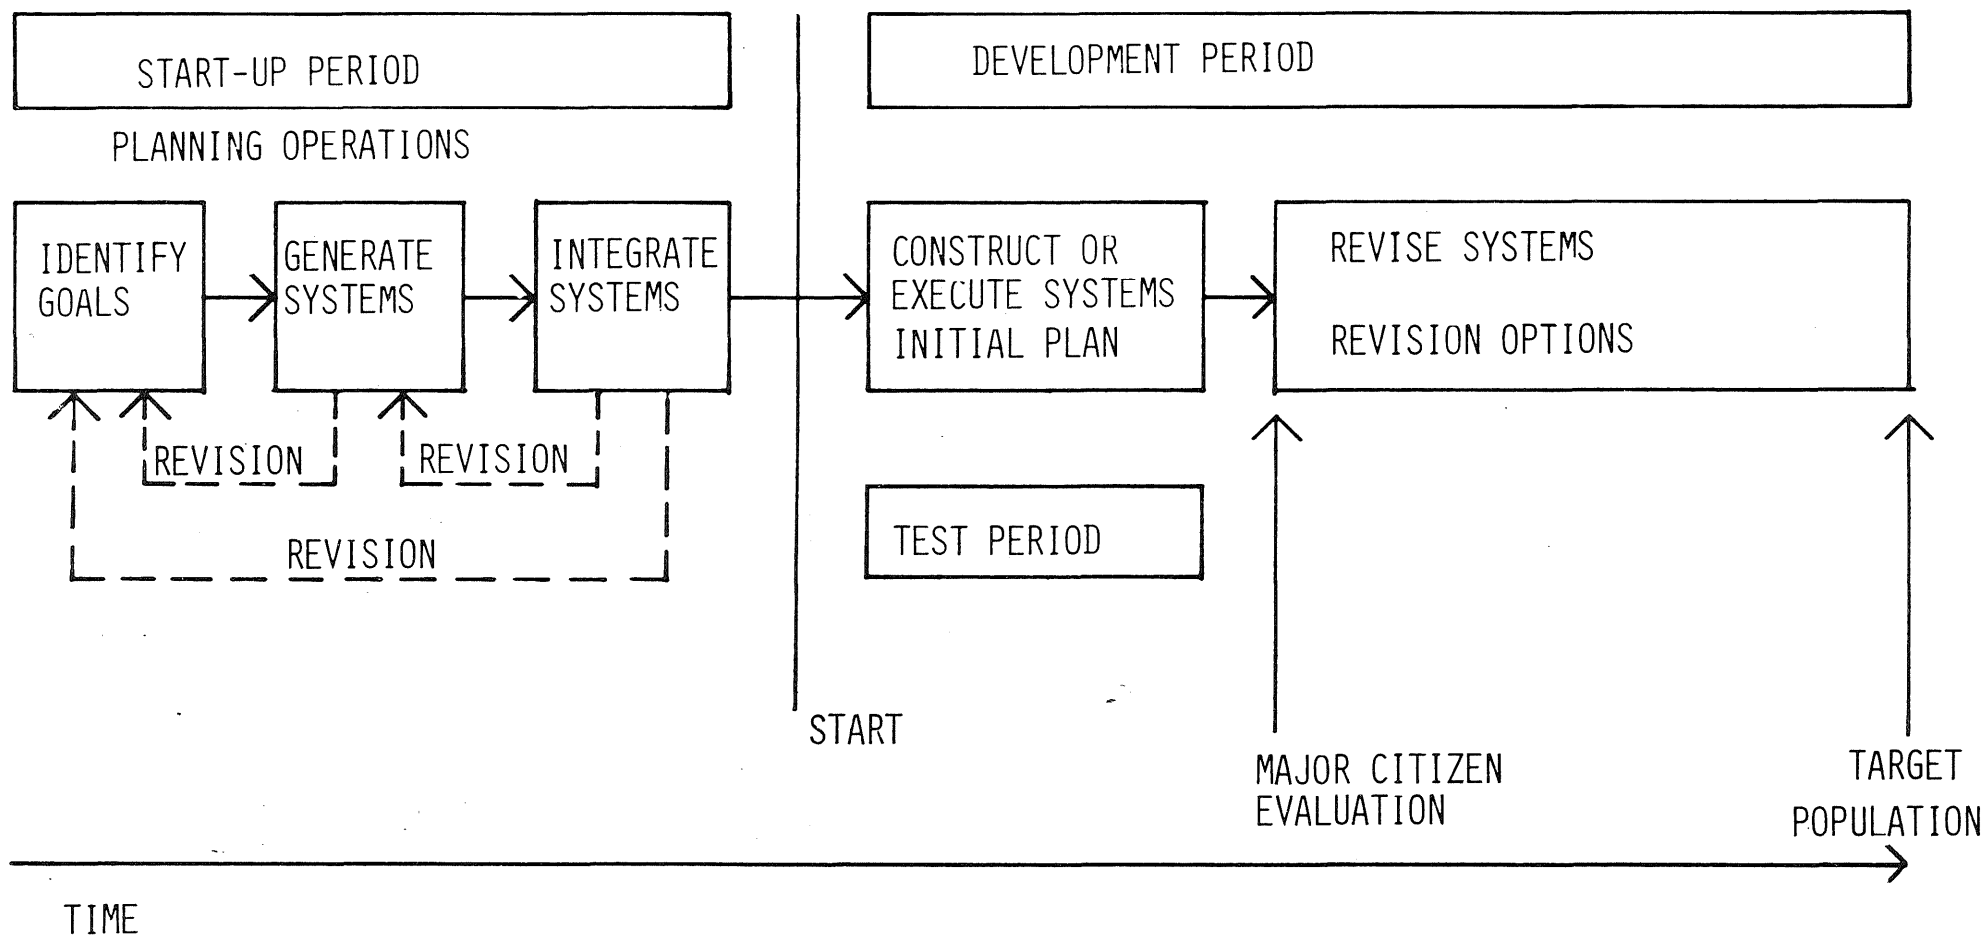 START-UP PERIOD
DEVELOPMENT PERIOD
PLANNING OPERATIONS
IDENTIFY
GOALS
GENERATE
SYSTEMS
INTEGRATE
SYSTEMS
CONSTRUCT OR
EXECUTE SYSTEMS
INITIAL PLAN
REVISE SYSTEMS
REVISION OPTIONS
REVISION
REVISION
REVISION
TEST PERIOD
START
MAJOR CITIZEN
EVALUATION
TARGET
POPULATION
TIME